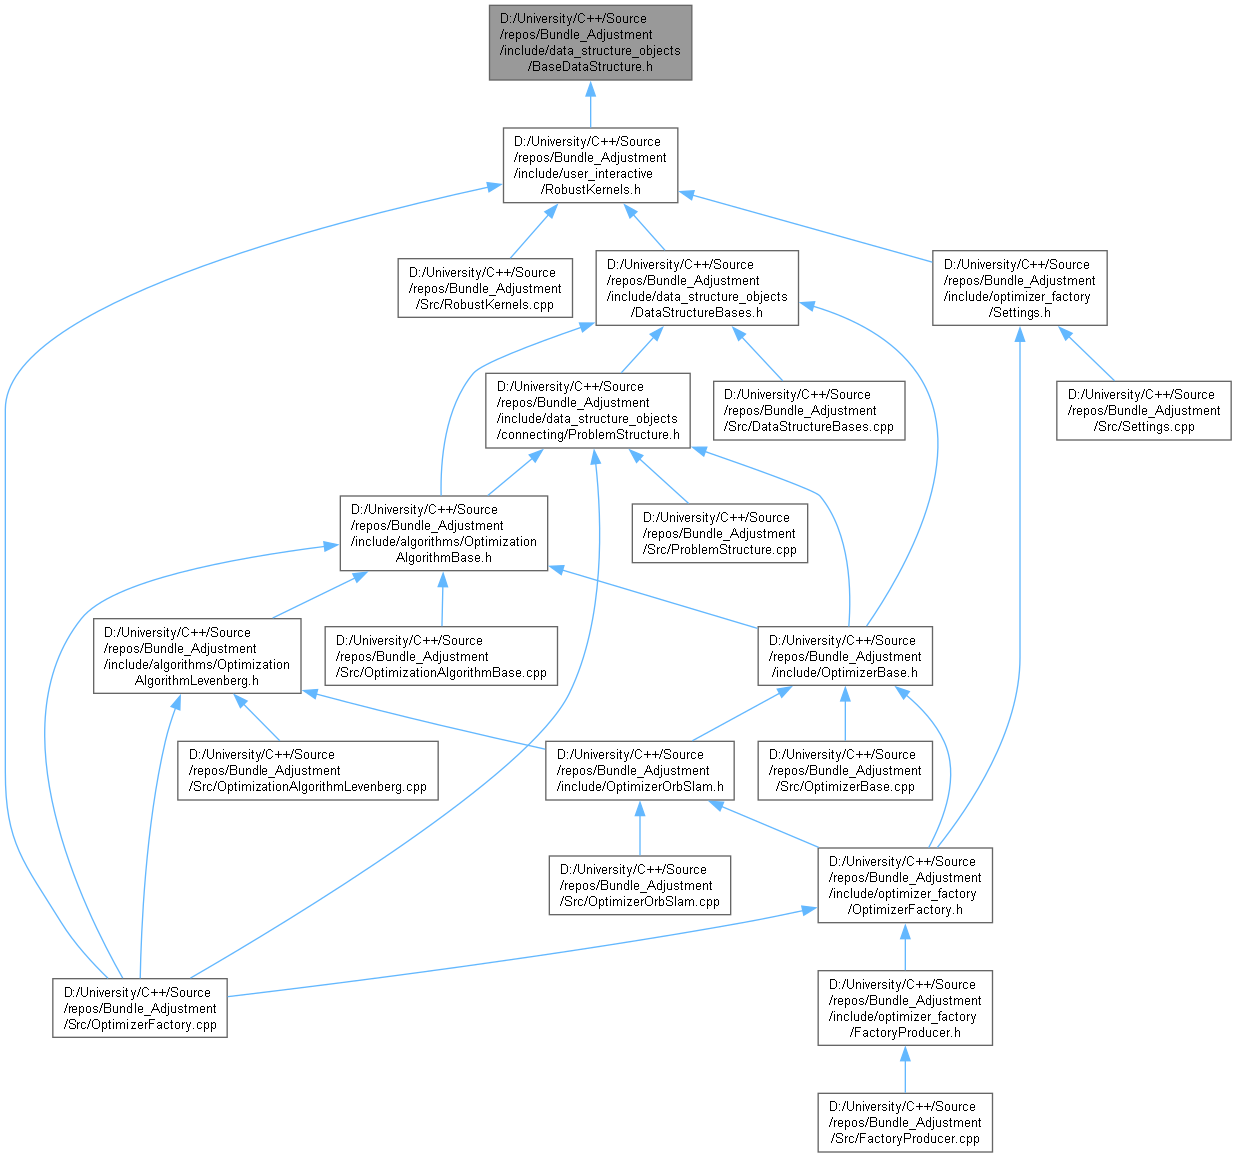 D:/University/C++/Source
/repos/Bundle_Adjustment
/include/data_structure_objects
/BaseDataStructure.h
D:/University/C++/Source
/repos/Bundle_Adjustment
/include/user_interactive
/RobustKernels.h
D:/University/C++/Source
/repos/Bundle_Adjustment
/Src/RobustKernels.cpp
D:/University/C++/Source
/repos/Bundle_Adjustment
/include/data_structure_objects
/DataStructureBases.h
D:/University/C++/Source
/repos/Bundle_Adjustment
/include/optimizer_factory
/Settings.h
D:/University/C++/Source
/repos/Bundle_Adjustment
/include/data_structure_objects
/connecting/ProblemStructure.h
D:/University/C++/Source
/repos/Bundle_Adjustment
/Src/DataStructureBases.cpp
D:/University/C++/Source
/repos/Bundle_Adjustment
/Src/Settings.cpp
D:/University/C++/Source
/repos/Bundle_Adjustment
/include/algorithms/Optimization
AlgorithmBase.h
D:/University/C++/Source
/repos/Bundle_Adjustment
/Src/ProblemStructure.cpp
D:/University/C++/Source
/repos/Bundle_Adjustment
/include/algorithms/Optimization
AlgorithmLevenberg.h
D:/University/C++/Source
/repos/Bundle_Adjustment
/Src/OptimizationAlgorithmBase.cpp
D:/University/C++/Source
/repos/Bundle_Adjustment
/include/OptimizerBase.h
D:/University/C++/Source
/repos/Bundle_Adjustment
/Src/OptimizationAlgorithmLevenberg.cpp
D:/University/C++/Source
/repos/Bundle_Adjustment
/include/OptimizerOrbSlam.h
D:/University/C++/Source
/repos/Bundle_Adjustment
/Src/OptimizerBase.cpp
D:/University/C++/Source
/repos/Bundle_Adjustment
/Src/OptimizerOrbSlam.cpp
D:/University/C++/Source
/repos/Bundle_Adjustment
/include/optimizer_factory
/OptimizerFactory.h
D:/University/C++/Source
/repos/Bundle_Adjustment
/Src/OptimizerFactory.cpp
D:/University/C++/Source
/repos/Bundle_Adjustment
/include/optimizer_factory
/FactoryProducer.h
D:/University/C++/Source
/repos/Bundle_Adjustment
/Src/FactoryProducer.cpp